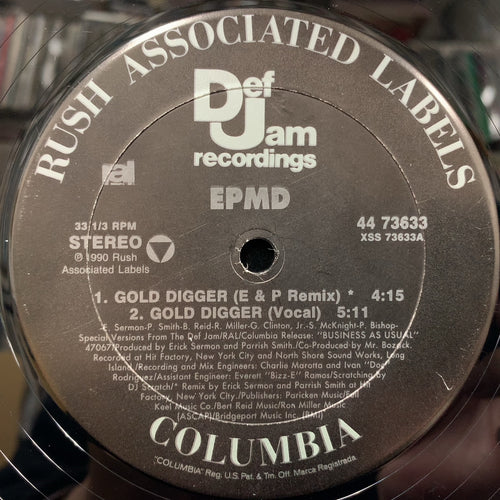 RUSH ASSOCIATED LABELS
Def
Jam
recordings
ral
EPMD
33 1/3 RPM
STEREO
℗ 1990 Rush
Associated Labels
44 73633
XSS 73633A
1. GOLD DIGGER (E & P Remix) * 4:15
2. GOLD DIGGER (Vocal) 5:11
-E. Sermon-P. Smith-B. Reid-R. Miller-G. Clinton, Jr.-S. McKnight-P. Bishop-
Special Versions From The Def Jam/RAL/Columbia Release: "BUSINESS AS USUAL"
47067/Produced by Erick Sermon and Parrish Smith./Co-Produced by Mr. Bozack.
Recorded at Hit Factory, New York City and North Shore Sound Works, Long
Island./Recording and Mix Engineers: Charlie Marotta and Ivan "Doc"
Rodriguez/Assistant Engineer: Everett "Bizz-E" Ramos/Scratching by
DJ Scratch/* Remix by Erick Sermon and Parrish Smith at Hit
Factory, New York City./Publishers: Paricken Music/Fall
Keel Music Co./Bert Reid Music/Ron Miller Music
(ASCAP)/Bridgeport Music Inc. (BMI)
COLUMBIA
"COLUMBIA" Reg. U.S. Pat. & Tm. Off. Marca Registrada.